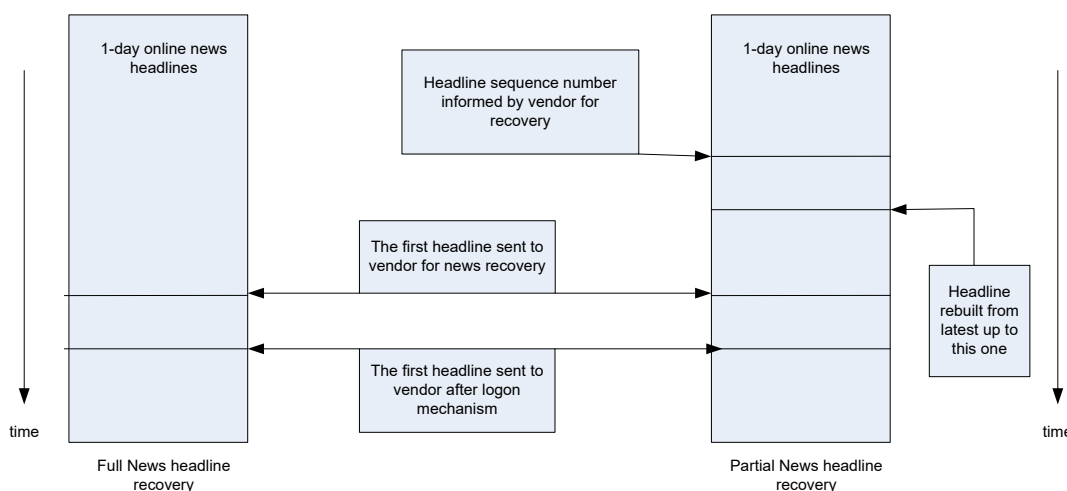 1-day online news
headlines
Headline sequence number
informed by vendor for
recovery
1-day online news
headlines
The first headline sent to
vendor for news recovery
Headline
rebuilt from
latest up to
this one
The first headline sent to
vendor after logon
mechanism
time
time
Full News headline
recovery
Partial News headline
recovery